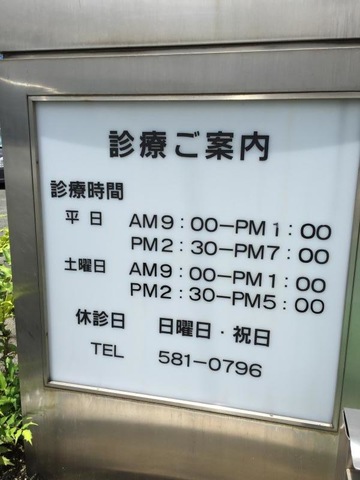 診療ご案内
診療時間
平日 AM9:00－PM1:00
PM2:30－PM7:00
土曜日 AM9:00－PM1:00
PM2:30－PM5:00
休診日 日曜日・祝日
TEL 581－0796